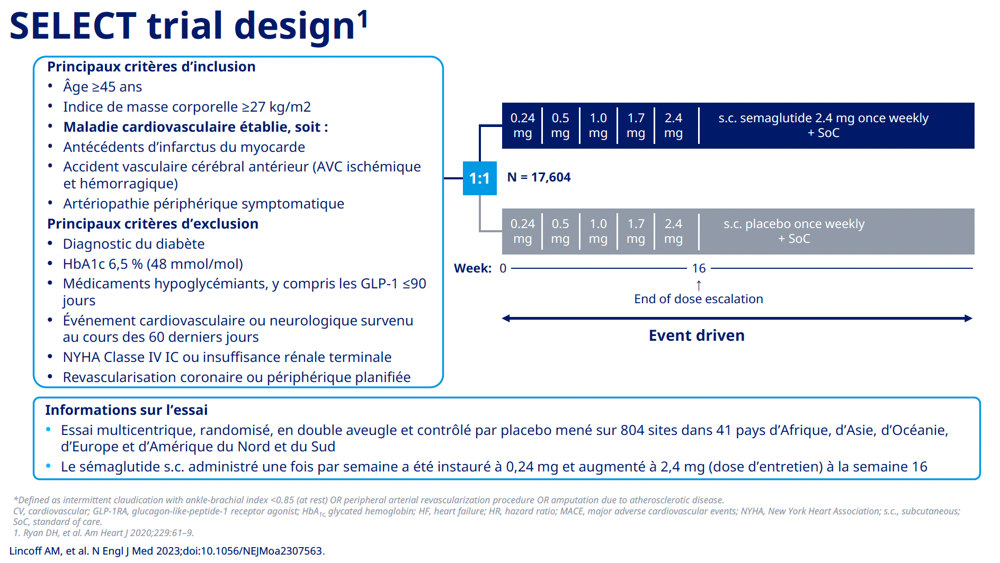 SELECT trial design¹
Principaux critères d’inclusion
• Âge ≥45 ans
• Indice de masse corporelle ≥27 kg/m2
• Maladie cardiovasculaire établie, soit :
• Antécédents d’infarctus du myocarde
• Accident vasculaire cérébral antérieur (AVC ischémique
et hémorragique)
• Artériopathie périphérique symptomatique
Principaux critères d’exclusion
• Diagnostic du diabète
• HbA1c 6,5 % (48 mmol/mol)
• Médicaments hypoglycémiants, y compris les GLP-1 ≤90
jours
• Événement cardiovasculaire ou neurologique survenu
au cours des 60 derniers jours
• NYHA Classe IV IC ou insuffisance rénale terminale
• Revascularisation coronaire ou périphérique planifiée
0.24 0.5 1.0 1.7 2.4 s.c. semaglutide 2.4 mg once weekly
mg mg mg mg mg + SoC
1:1 N = 17,604
0.24 0.5 1.0 1.7 2.4 s.c. placebo once weekly
mg mg mg mg mg + SoC
Week: 0 16
↑
End of dose escalation
Event driven
Informations sur l’essai
• Essai multicentrique, randomisé, en double aveugle et contrôlé par placebo mené sur 804 sites dans 41 pays d’Afrique, d’Asie, d’Océanie,
d’Europe et d’Amérique du Nord et du Sud
• Le sémaglutide s.c. administré une fois par semaine a été instauré à 0,24 mg et augmenté à 2,4 mg (dose d’entretien) à la semaine 16
*Defined as intermittent claudication with ankle-brachial index <0.85 (at rest) OR peripheral arterial revascularization procedure OR amputation due to atherosclerotic disease.
CV, cardiovascular; GLP-1RA, glucagon-like-peptide-1 receptor agonist; HbA1c, glycated hemoglobin; HF, heart failure; HR, hazard ratio; MACE, major adverse cardiovascular events; NYHA, New York Heart Association; s.c., subcutaneous;
SoC, standard of care.
1. Ryan DH, et al. Am Heart J 2020;229:61–9.
Lincoff AM, et al. N Engl J Med 2023;doi:10.1056/NEJMoa2307563.